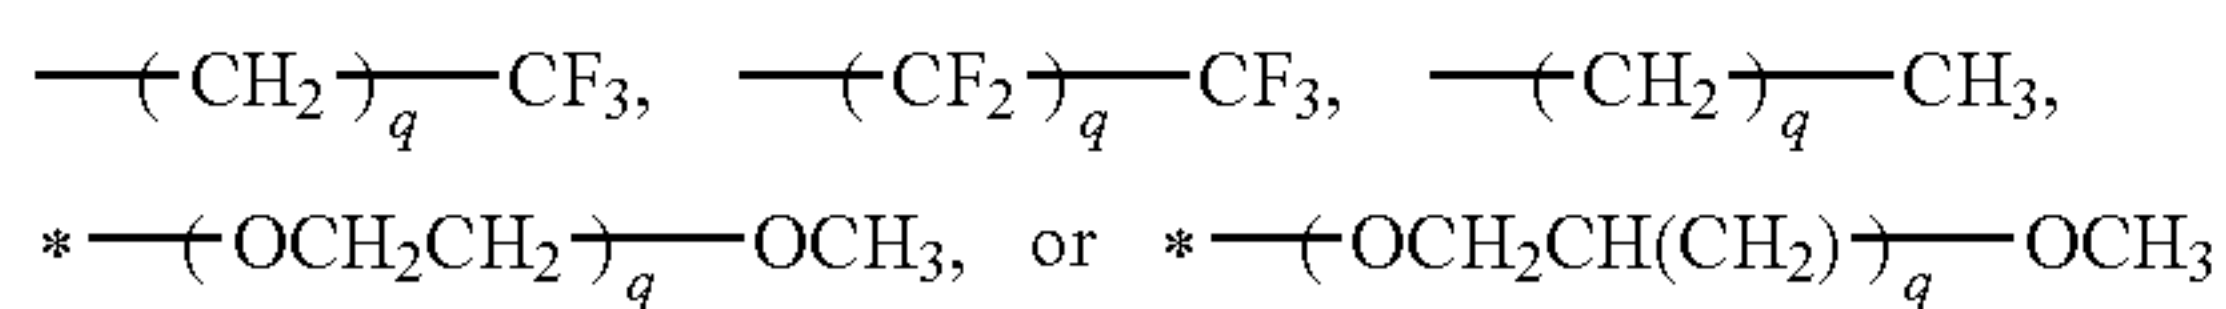 —(CH₂)q—CF₃, —(CF₂)q—CF₃, —(CH₂)q—CH₃,
*—(OCH₂CH₂)q—OCH₃, or *—(OCH₂CH(CH₂))q—OCH₃